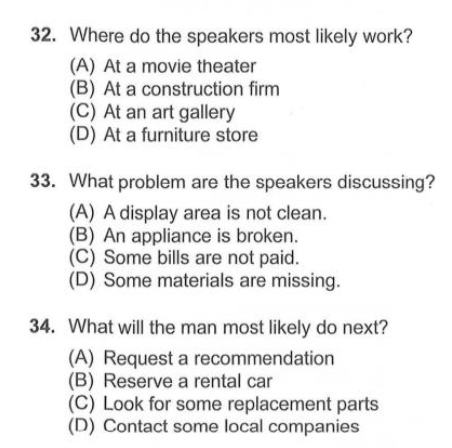 32. Where do the speakers most likely work?
(A) At a movie theater
(B) At a construction firm
(C) At an art gallery
(D) At a furniture store
33. What problem are the speakers discussing?
(A) A display area is not clean.
(B) An appliance is broken.
(C) Some bills are not paid.
(D) Some materials are missing.
34. What will the man most likely do next?
(A) Request a recommendation
(B) Reserve a rental car
(C) Look for some replacement parts
(D) Contact some local companies